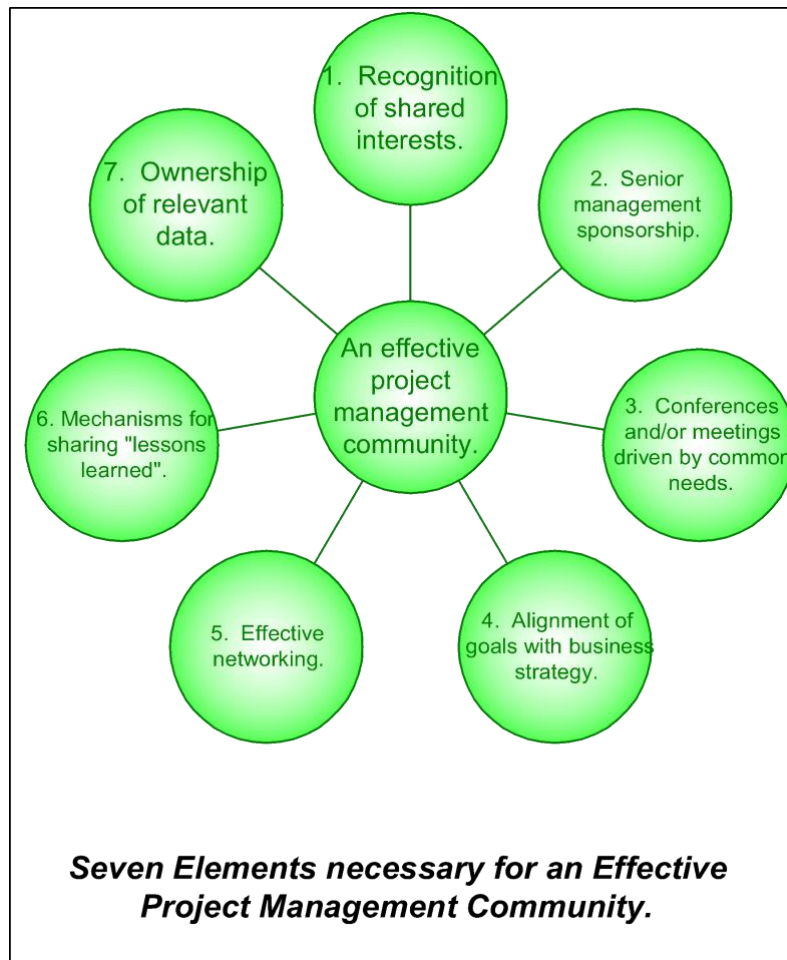 1. Recognition
of shared
interests.
2. Senior
management
sponsorship.
3. Conferences
and/or meetings
driven by common
needs.
4. Alignment of
goals with business
strategy.
5. Effective
networking.
6. Mechanisms for
sharing "lessons
learned".
7. Ownership
of relevant
data.
An effective
project
management
community.
Seven Elements necessary for an Effective
Project Management Community.